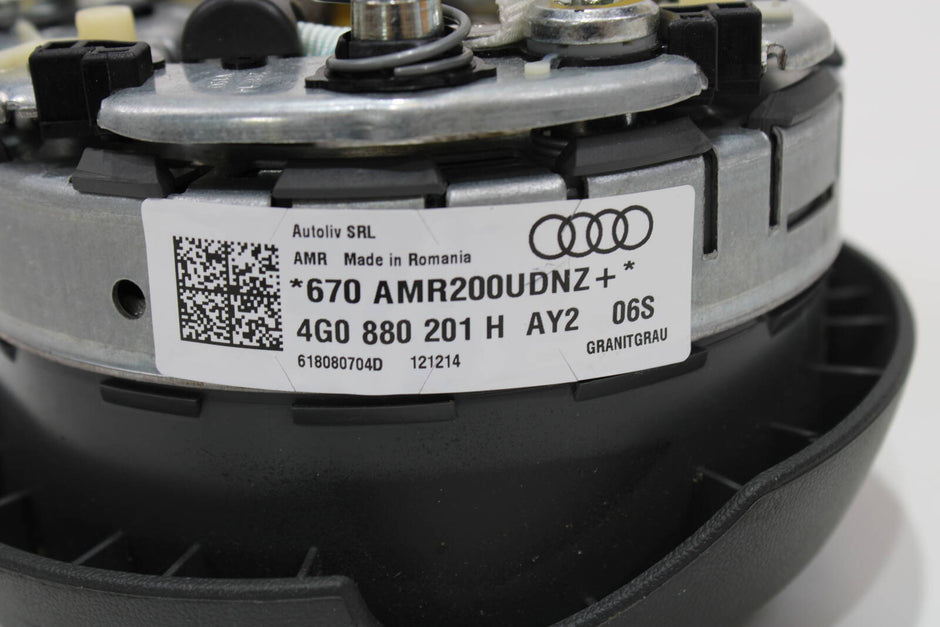 Autoliv SRL
AMR Made in Romania
*670 AMR200UDNZ+*
4G0 880 201 H AY2 06S
GRANITGRAU
618080704D 121214